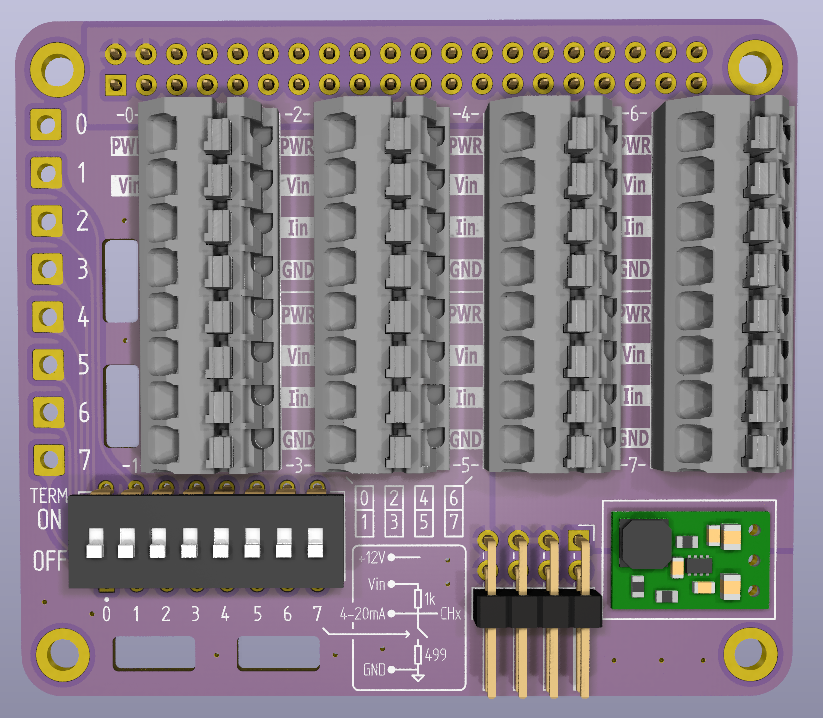 -0- -2- -4- -6-
0
PWR PWR PWR PWR
1
Vin Vin Vin Vin
2
Iin Iin Iin
3
GND GND GND
4
PWR PWR PWR
5
Vin Vin Vin
6
Iin Iin Iin
GND GND GND
7
-1- -3- -5- -7-
TERM
ON
OFF
0 2 4 6
1 3 5 7
+12V
Vin
1k
4-20mA CHx
499
GND
0 1 2 3 4 5 6 7